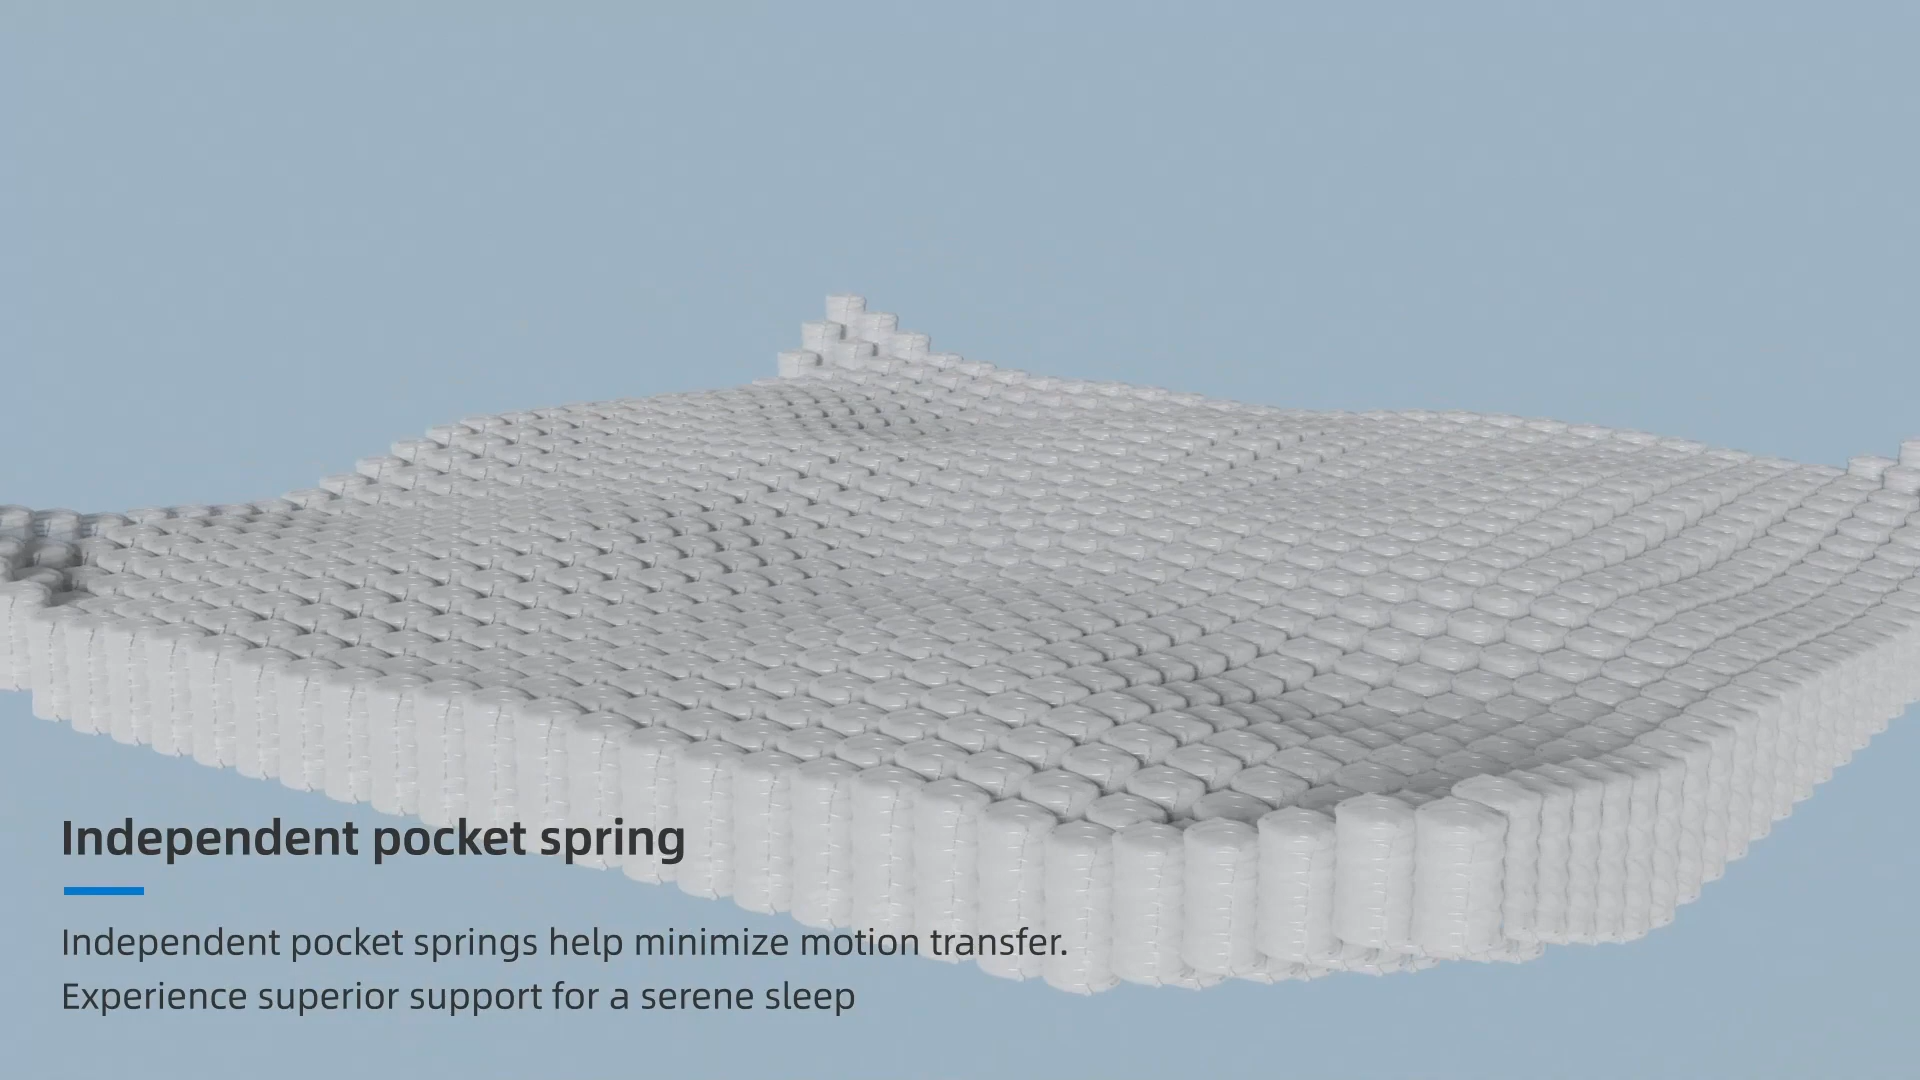 Independent pocket spring
Independent pocket springs help minimize motion transfer.
Experience superior support for a serene sleep